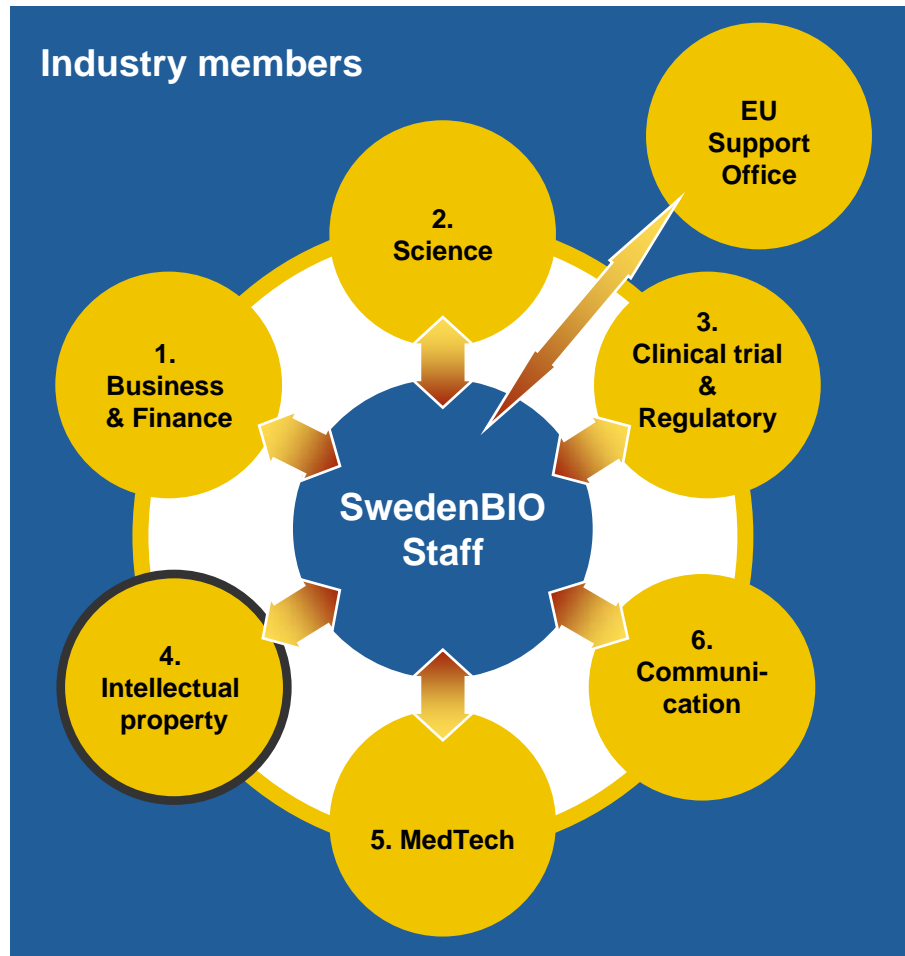 Industry members
EU
Support
Office
2.
Science
1.
Business
& Finance
3.
Clinical trial
&
Regulatory
SwedenBIO
Staff
4.
Intellectual
property
6.
Communi-
cation
5. MedTech